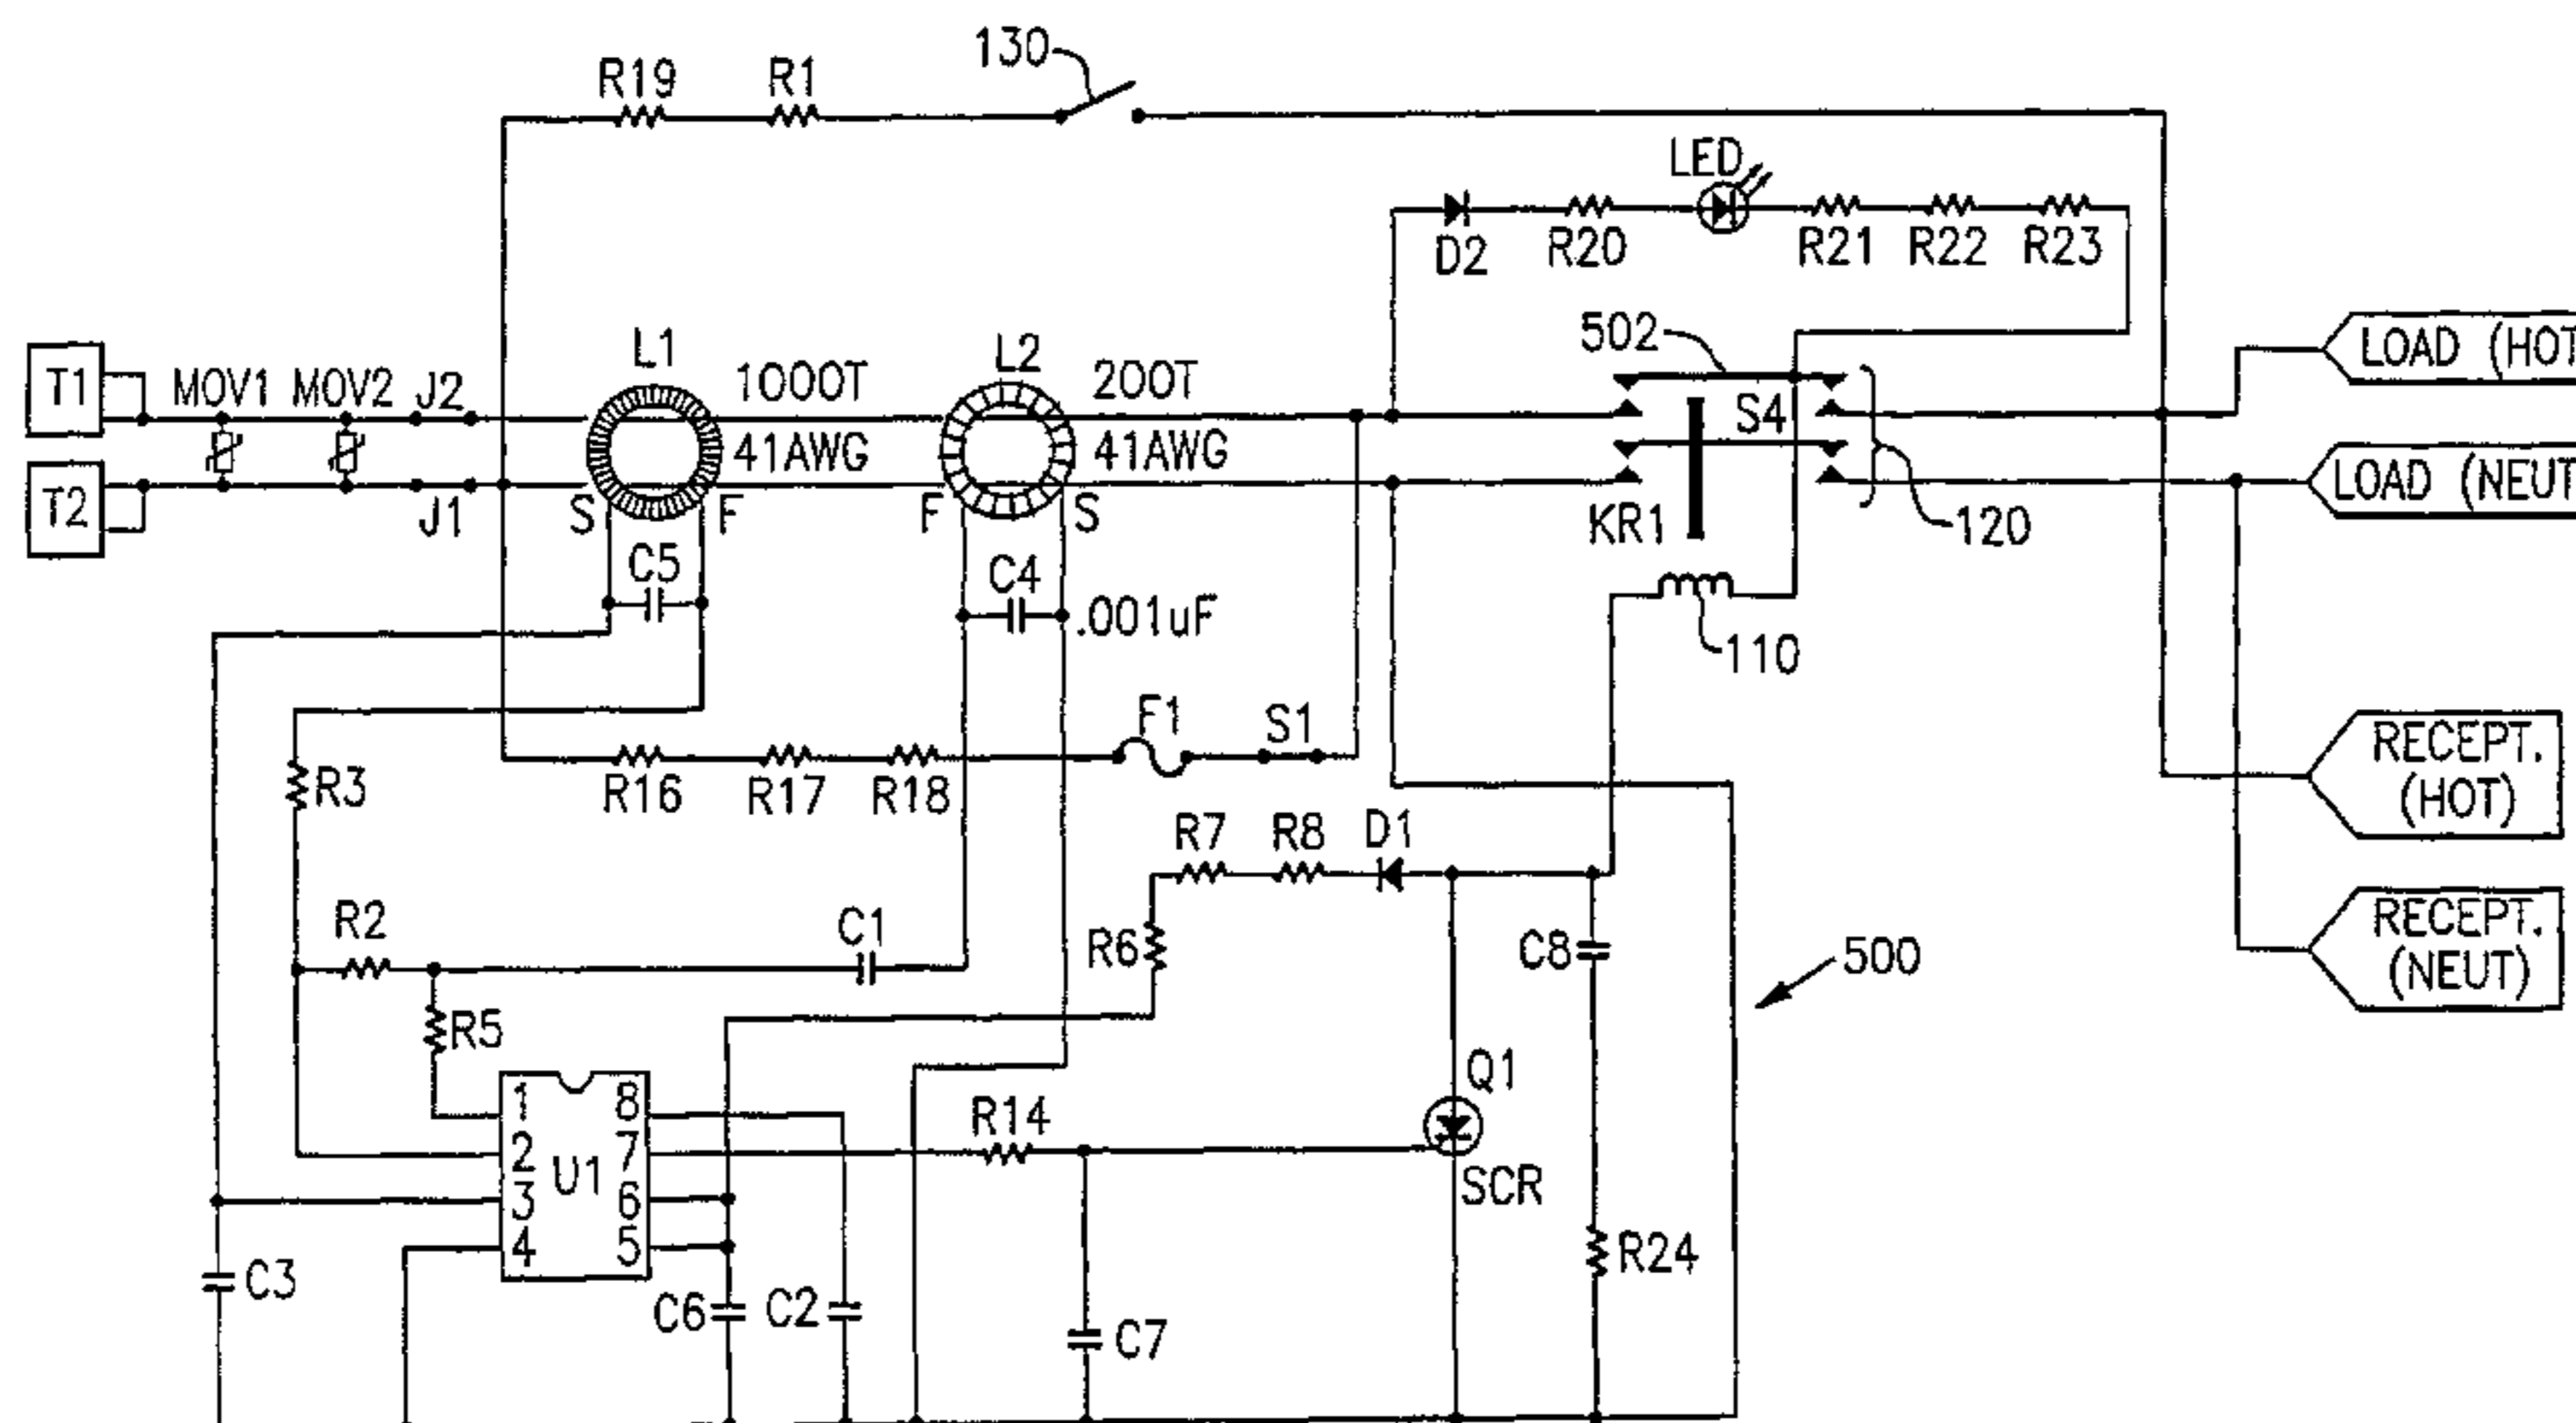 130
R19 R1
LED
D2 R20 R21 R22 R23
502
L1 L2
T1 MOV1 MOV2 J2 1000T 200T
S4
LOAD (HOT
41AWG 41AWG
T2 J1 S F F S
KR1
120
LOAD (NEUT
C5 C4
.001uF
110
F1 S1
R16 R17 R18
R3
RECEPT.
(HOT)
R7 R8 D1
R2 C1 R6 C8
500
RECEPT.
(NEUT)
R5
Q1
1 8
R14
2 7
U1
SCR
3 6
4 5
R24
C3 C6 C2 C7